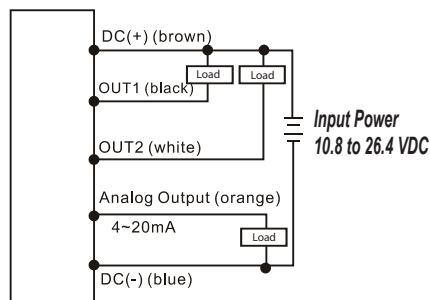 DC(+) (brown)
Load
Load
OUT1 (black)
Input Power
10.8 to 26.4 VDC
OUT2 (white)
Analog Output (orange)
4~20mA
Load
DC(-) (blue)